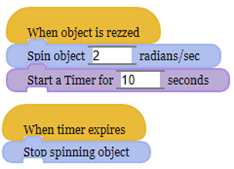 When object is rezzed
Spin object 2 radians/sec
Start a Timer for 10 seconds
When timer expires
Stop spinning object